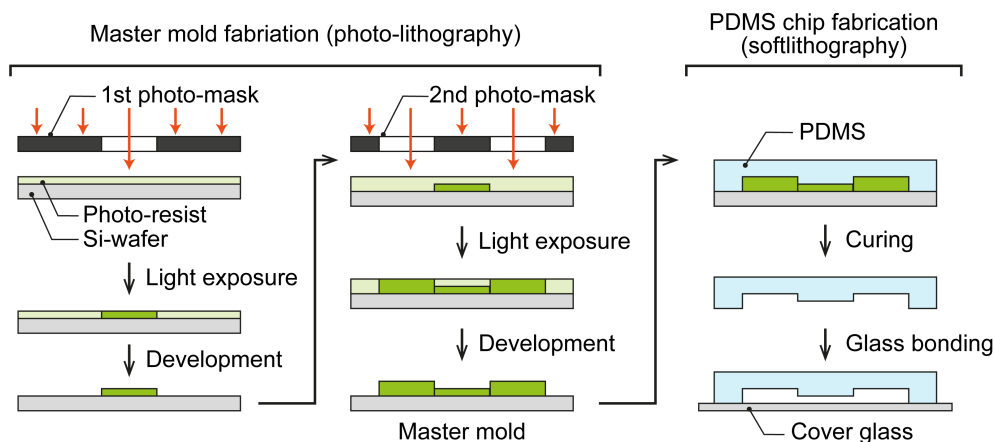 Master mold fabriation (photo-lithography)
1st photo-mask
Photo-resist
Si-wafer
Light exposure
Development
2nd photo-mask
Light exposure
Development
Master mold
PDMS chip fabrication
(softlithography)
PDMS
Curing
Glass bonding
Cover glass